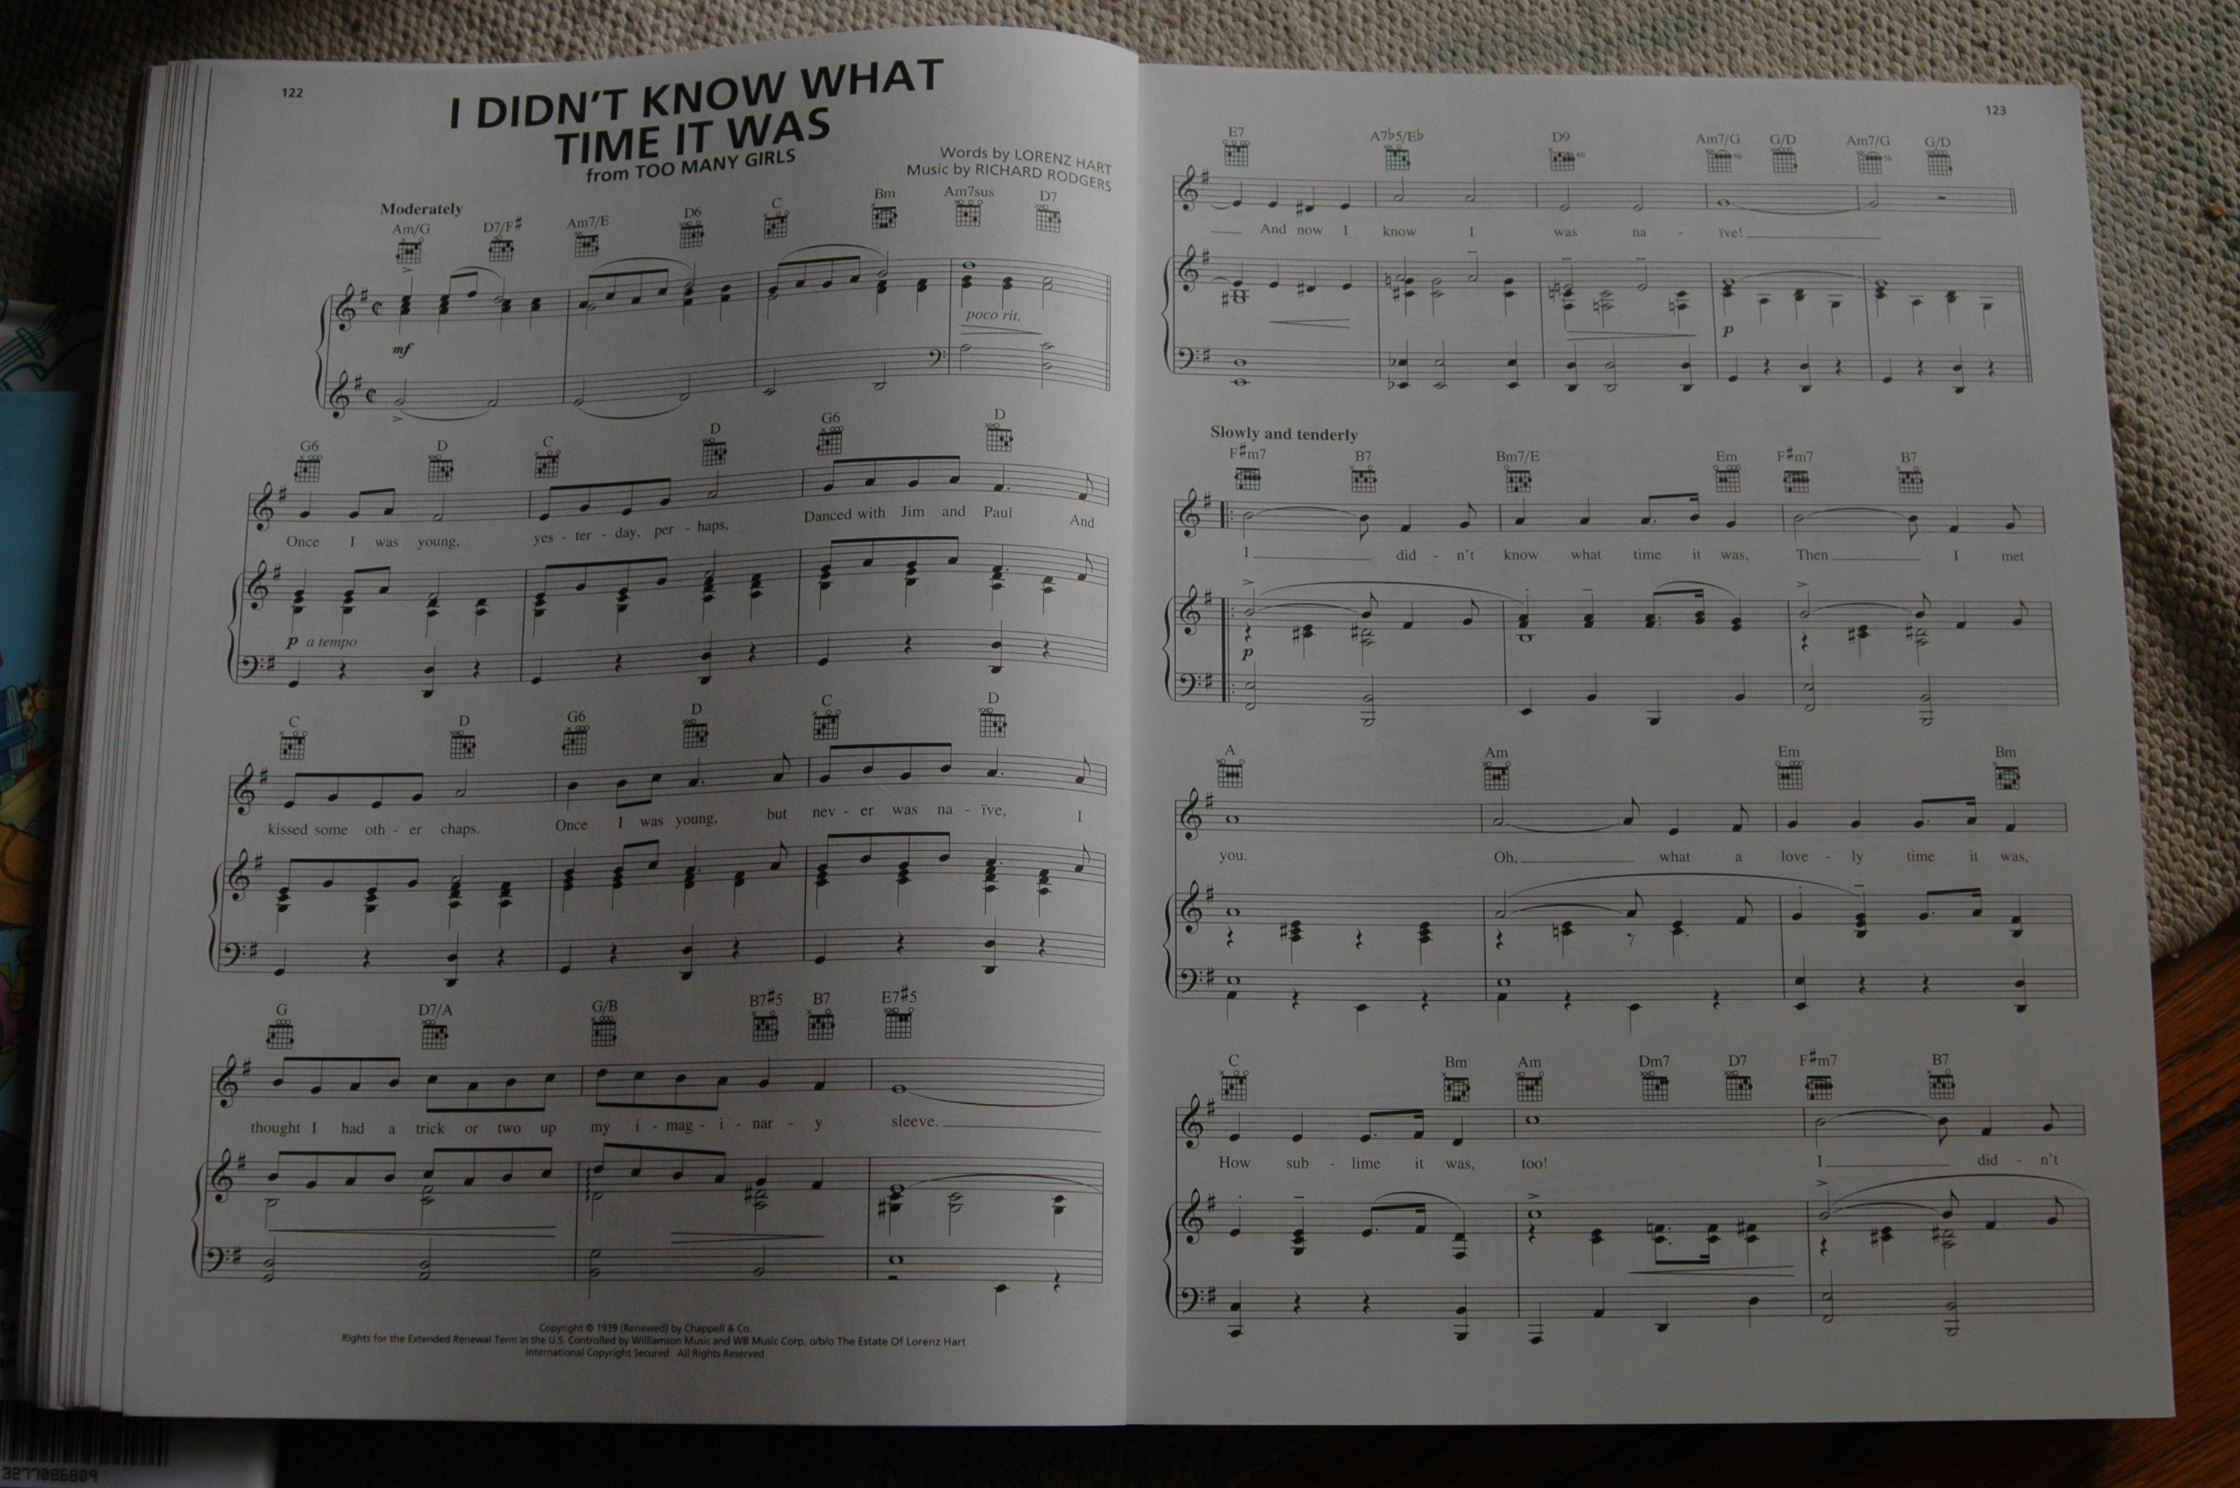 122
I DIDN'T KNOW WHAT
TIME IT WAS
from TOO MANY GIRLS
Words by LORENZ HART
Music by RICHARD RODGERS
Moderately
Am/G D7/F♯ Am7/E D6 C Bm Am7sus D7
mf
poco rit.
G6 D C D G6 D
Once I was young, yes - ter - day, per - haps, Danced with Jim and Paul And
p a tempo
C D G6 D C D
kissed some oth - er chaps. Once I was young, but nev - er was na - ïve, I
G D7/A G/B B7♯5 B7 E7♯5
thought I had a trick or two up my i - mag - i - nar - y sleeve.
Copyright © 1939 (Renewed) by Chappell & Co.
Rights for the Extended Renewal Term in the U.S. Controlled by Williamson Music and WB Music Corp. o/b/o The Estate Of Lorenz Hart
International Copyright Secured All Rights Reserved
123
E7 A7♭5/E♭ D9 Am7/G G/D Am7/G G/D
And now I know I was na - ïve!
p
Slowly and tenderly
F♯m7 B7 Bm7/E Em F♯m7 B7
I did - n't know what time it was, Then I met
p
A Am Em Bm
you. Oh, what a love - ly time it was,
C Bm Am Dm7 D7 F♯m7 B7
How sub - lime it was, too! I did - n't
3277085809